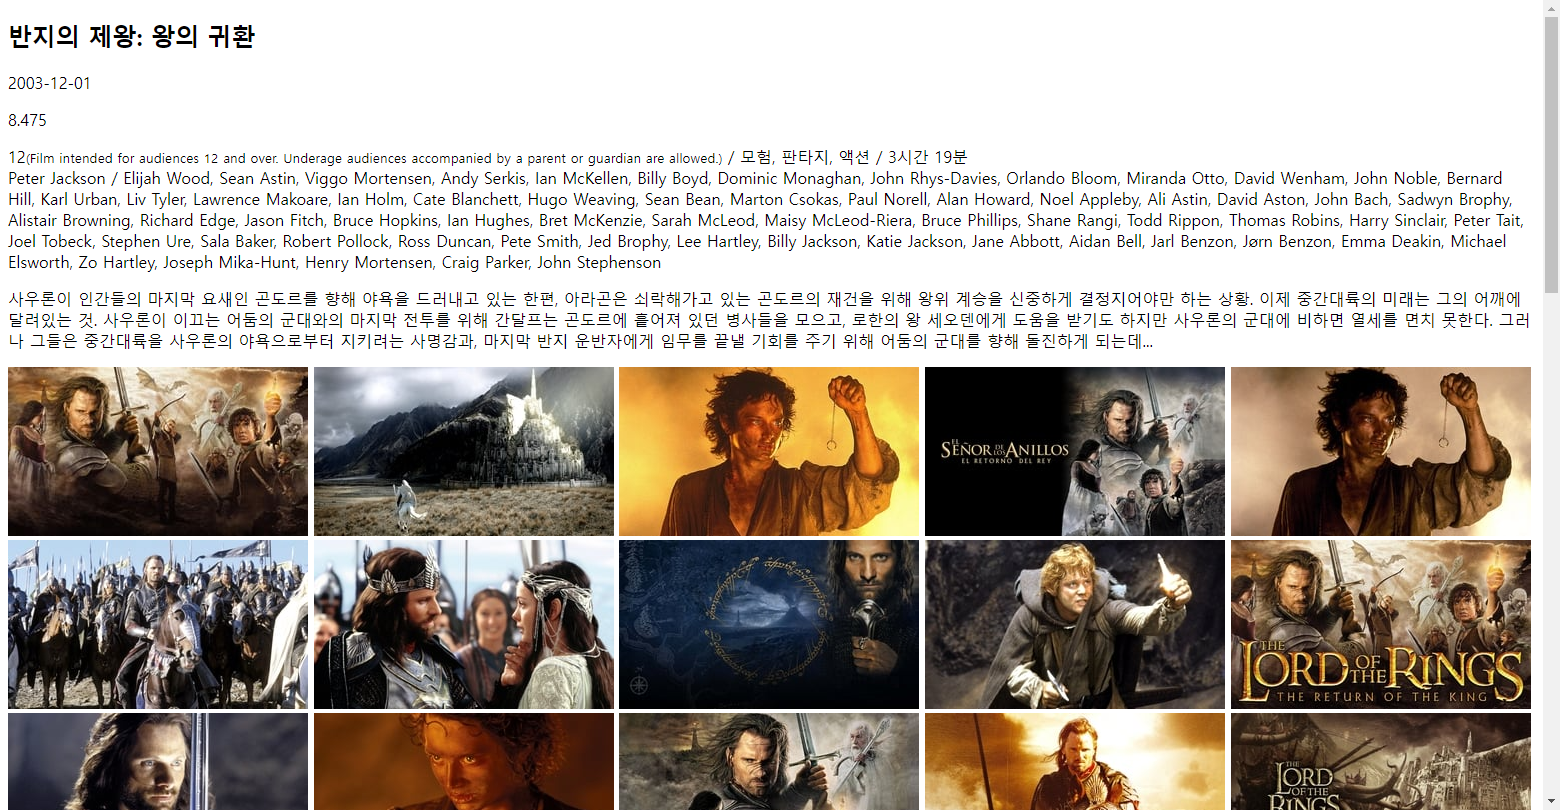 반지의 제왕: 왕의 귀환
2003-12-01
8.475
12(Film intended for audiences 12 and over. Underage audiences accompanied by a parent or guardian are allowed.) / 모험, 판타지, 액션 / 3시간 19분
Peter Jackson / Elijah Wood, Sean Astin, Viggo Mortensen, Andy Serkis, Ian McKellen, Billy Boyd, Dominic Monaghan, John Rhys-Davies, Orlando Bloom, Miranda Otto, David Wenham, John Noble, Bernard
Hill, Karl Urban, Liv Tyler, Lawrence Makoare, Ian Holm, Cate Blanchett, Hugo Weaving, Sean Bean, Marton Csokas, Paul Norell, Alan Howard, Noel Appleby, Ali Astin, David Aston, John Bach, Sadwyn Brophy,
Alistair Browning, Richard Edge, Jason Fitch, Bruce Hopkins, Ian Hughes, Bret McKenzie, Sarah McLeod, Maisy McLeod-Riera, Bruce Phillips, Shane Rangi, Todd Rippon, Thomas Robins, Harry Sinclair, Peter Tait,
Joel Tobeck, Stephen Ure, Sala Baker, Robert Pollock, Ross Duncan, Pete Smith, Jed Brophy, Lee Hartley, Billy Jackson, Katie Jackson, Jane Abbott, Aidan Bell, Jarl Benzon, Jørn Benzon, Emma Deakin, Michael
Elsworth, Zo Hartley, Joseph Mika-Hunt, Henry Mortensen, Craig Parker, John Stephenson
사우론이 인간들의 마지막 요새인 곤도르를 향해 야욕을 드러내고 있는 한편, 아라곤은 쇠락해가고 있는 곤도르의 재건을 위해 왕위 계승을 신중하게 결정지어야만 하는 상황. 이제 중간대륙의 미래는 그의 어깨에
달려있는 것. 사우론이 이끄는 어둠의 군대와의 마지막 전투를 위해 간달프는 곤도르에 흩어져 있던 병사들을 모으고, 로한의 왕 세오덴에게 도움을 받기도 하지만 사우론의 군대에 비하면 열세를 면치 못한다. 그러
나 그들은 중간대륙을 사우론의 야욕으로부터 지키려는 사명감과, 마지막 반지 운반자에게 임무를 끝낼 기회를 주기 위해 어둠의 군대를 향해 돌진하게 되는데...
EL
SEÑOR DE LOS ANILLOS
EL RETORNO DEL REY
THE
LORD OF THE RINGS
THE RETURN OF THE KING
THE
LORD
OF THE
RINGS